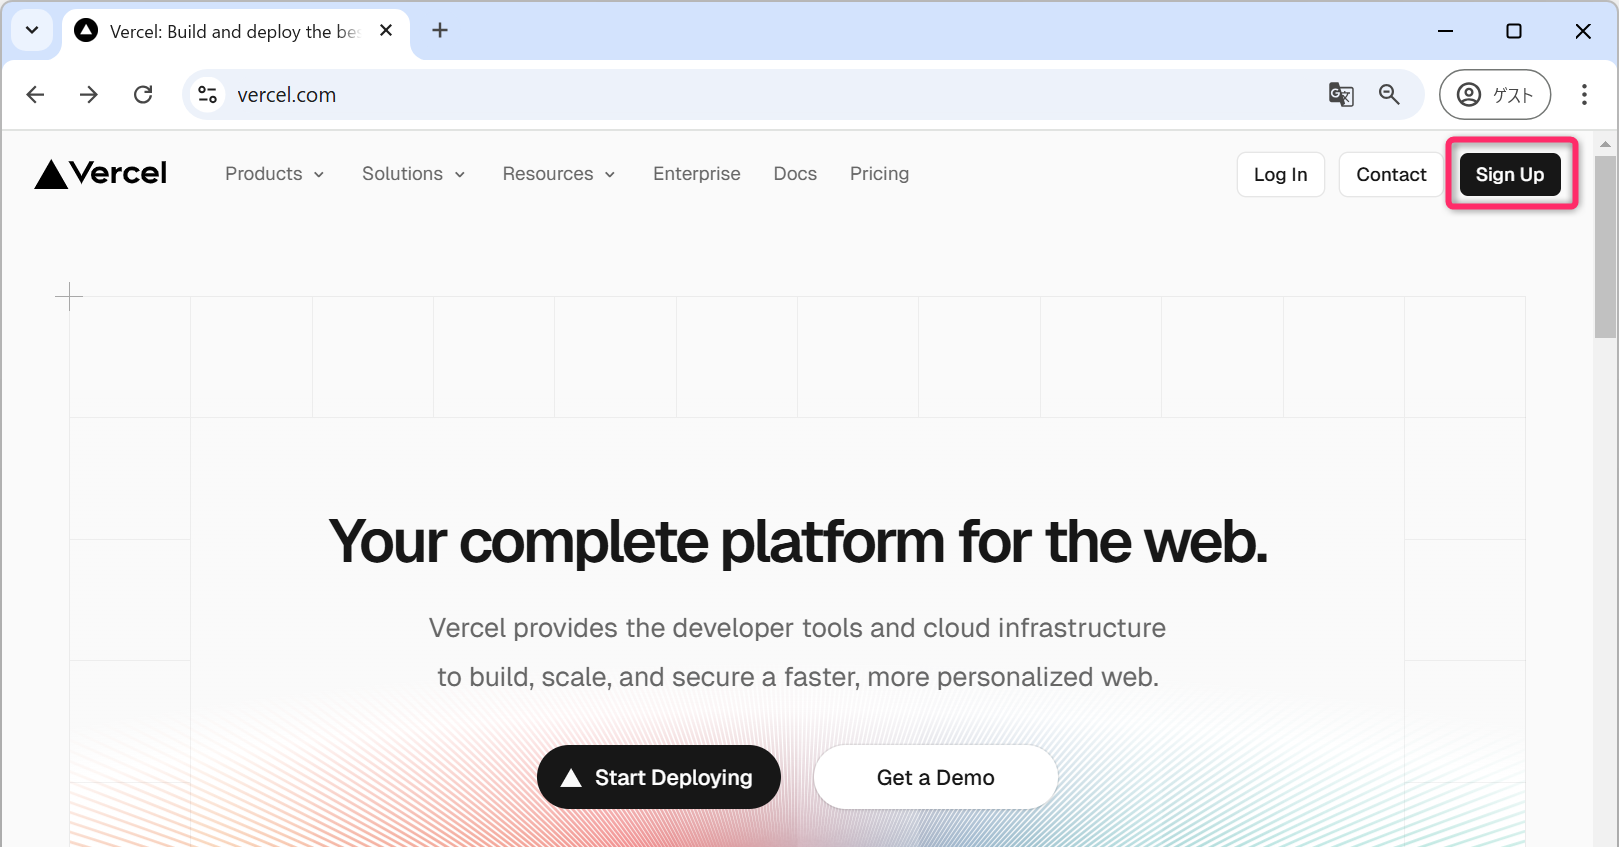 Vercel: Build and deploy the bes
vercel.com
ゲスト
Vercel
Products
Solutions
Resources
Enterprise
Docs
Pricing
Log In
Contact
Sign Up
Your complete platform for the web.
Vercel provides the developer tools and cloud infrastructure
to build, scale, and secure a faster, more personalized web.
Start Deploying
Get a Demo